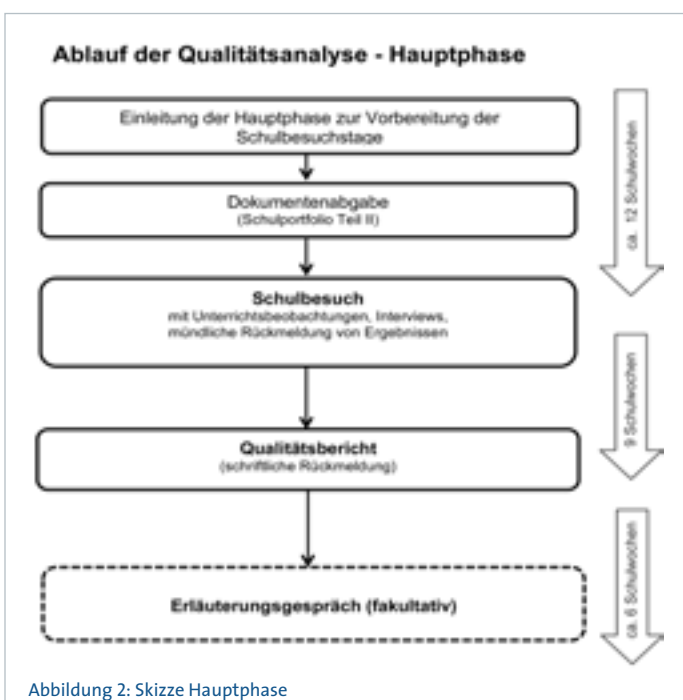 Ablauf der Qualitätsanalyse - Hauptphase
Einleitung der Hauptphase zur Vorbereitung der
Schulbesuchstage
Dokumentenabgabe
(Schulportfolio Teil II)
Schulbesuch
mit Unterrichtsbeobachtungen, Interviews,
mündliche Rückmeldung von Ergebnissen
Qualitätsbericht
(schriftliche Rückmeldung)
Erläuterungsgespräch (fakultativ)
ca. 12 Schulwochen
9 Schulwochen
ca. 6 Schulwochen
Abbildung 2: Skizze Hauptphase